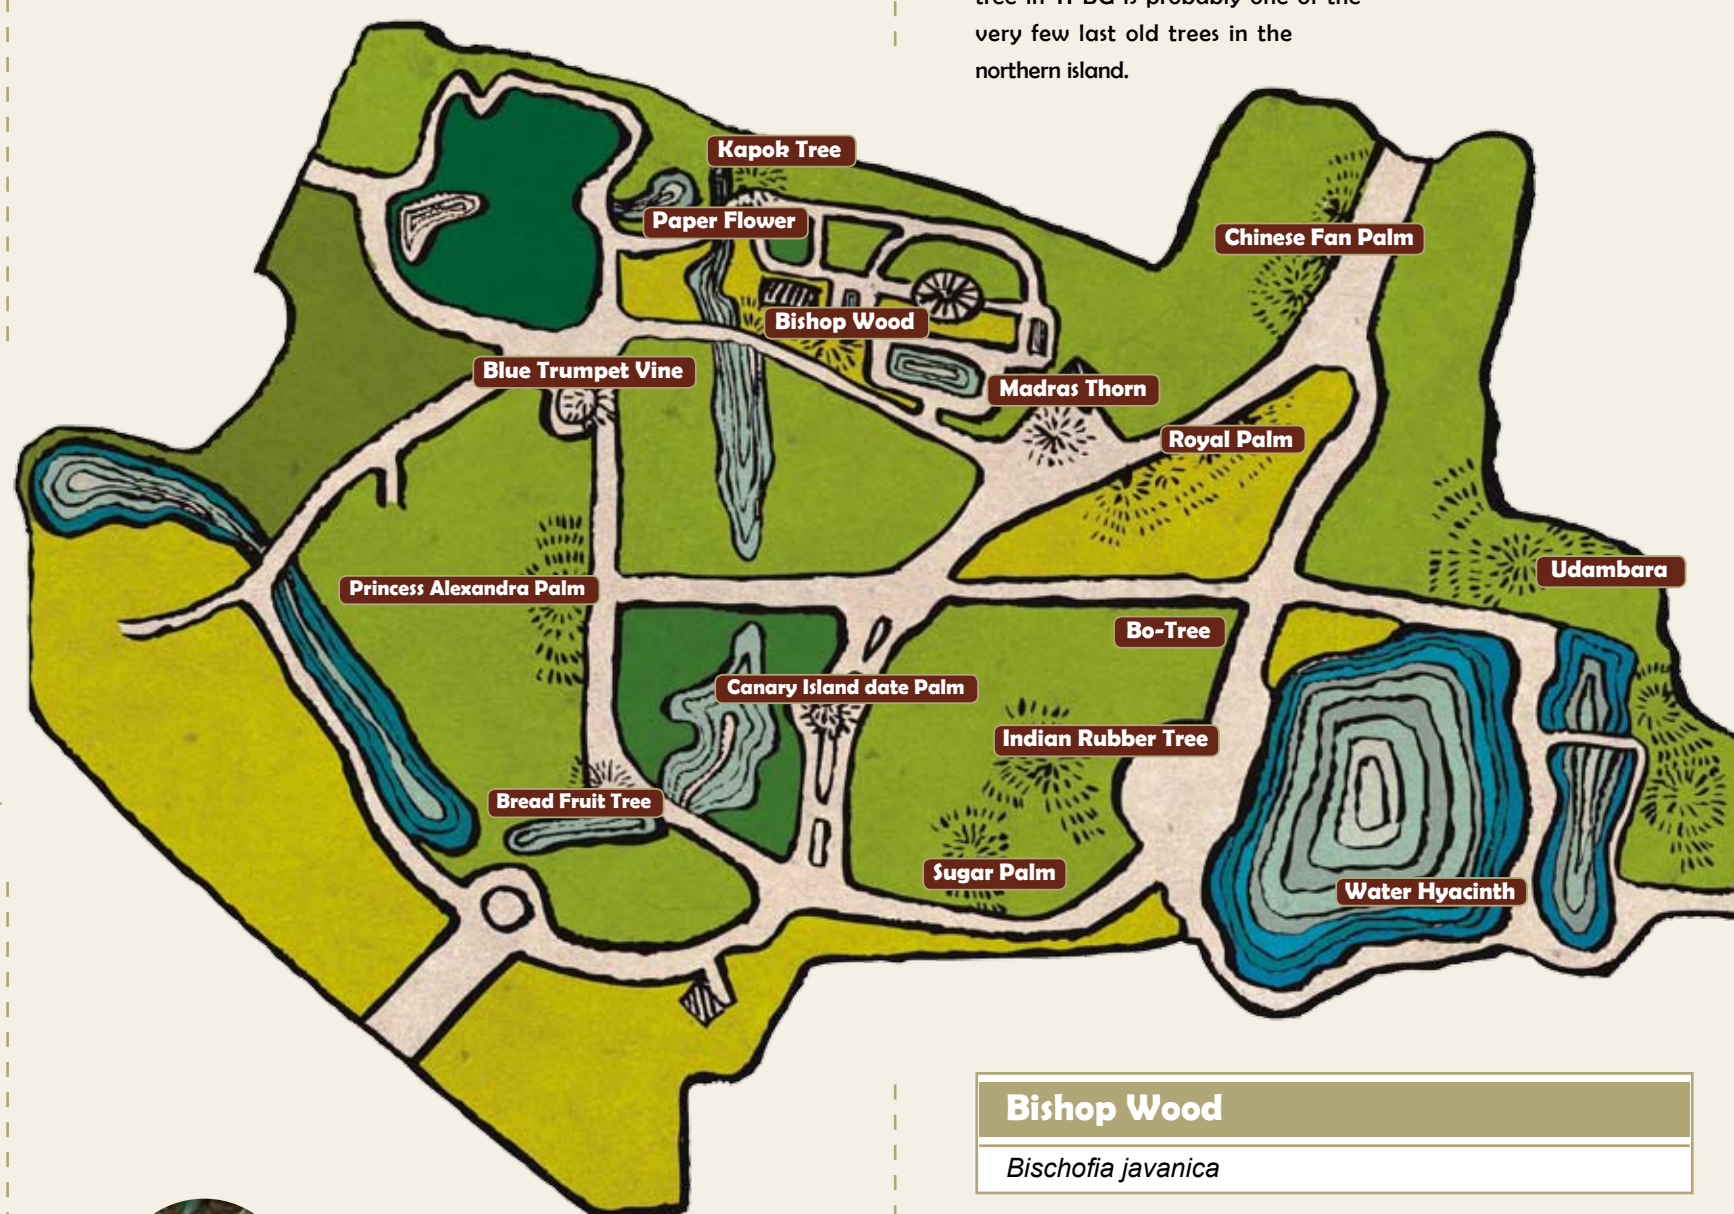 very few last old trees in the
northern island.
Kapok Tree
Paper Flower
Chinese Fan Palm
Bishop Wood
Blue Trumpet Vine
Madras Thorn
Royal Palm
Udambara
Princess Alexandra Palm
Bo-Tree
Canary Island date Palm
Indian Rubber Tree
Bread Fruit Tree
Sugar Palm
Water Hyacinth
Bishop Wood
Bischofia javanica